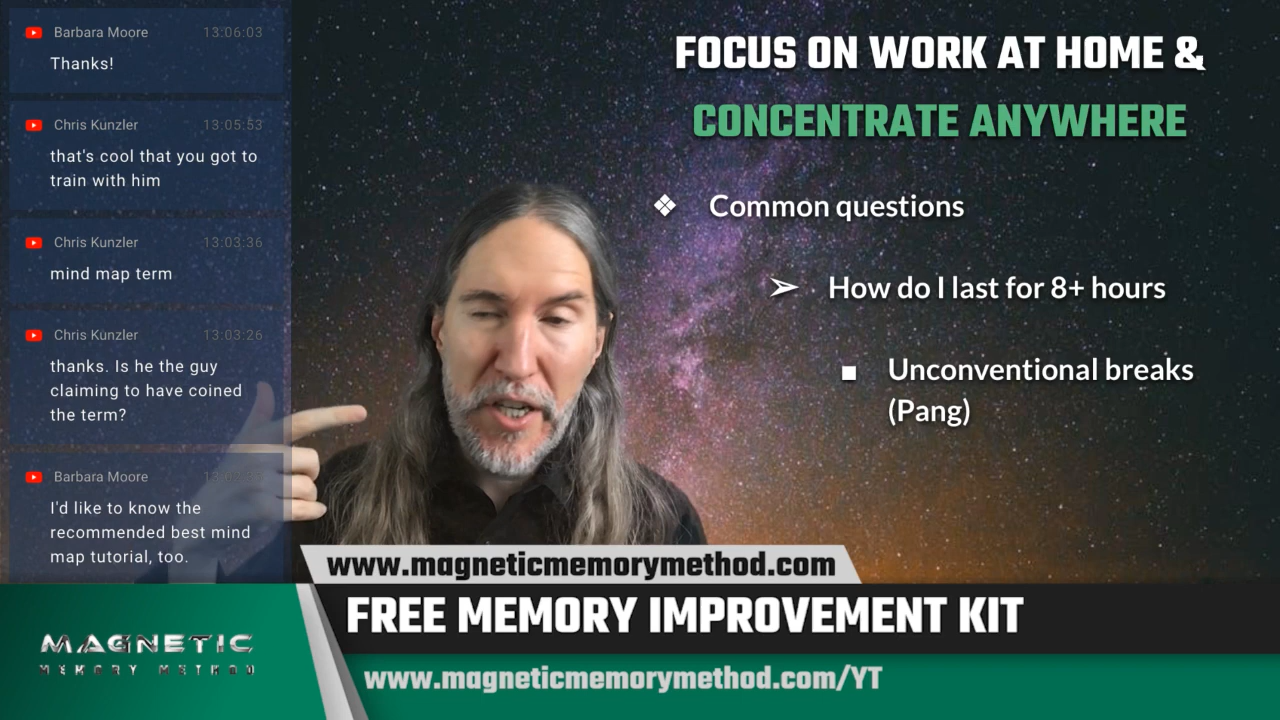 Barbara Moore 13:06:03
Thanks!
Chris Kunzler 13:05:53
that's cool that you got to
train with him
Chris Kunzler 13:03:36
mind map term
Chris Kunzler 13:03:26
thanks. Is he the guy
claiming to have coined
the term?
Barbara Moore
I'd like to know the
recommended best mind
map tutorial, too.
FOCUS ON WORK AT HOME &
CONCENTRATE ANYWHERE
❖ Common questions
➢ How do I last for 8+ hours
▪ Unconventional breaks
(Pang)
www.magneticmemorymethod.com
FREE MEMORY IMPROVEMENT KIT
www.magneticmemorymethod.com/YT
MAGNETIC
MEMORY METHOD